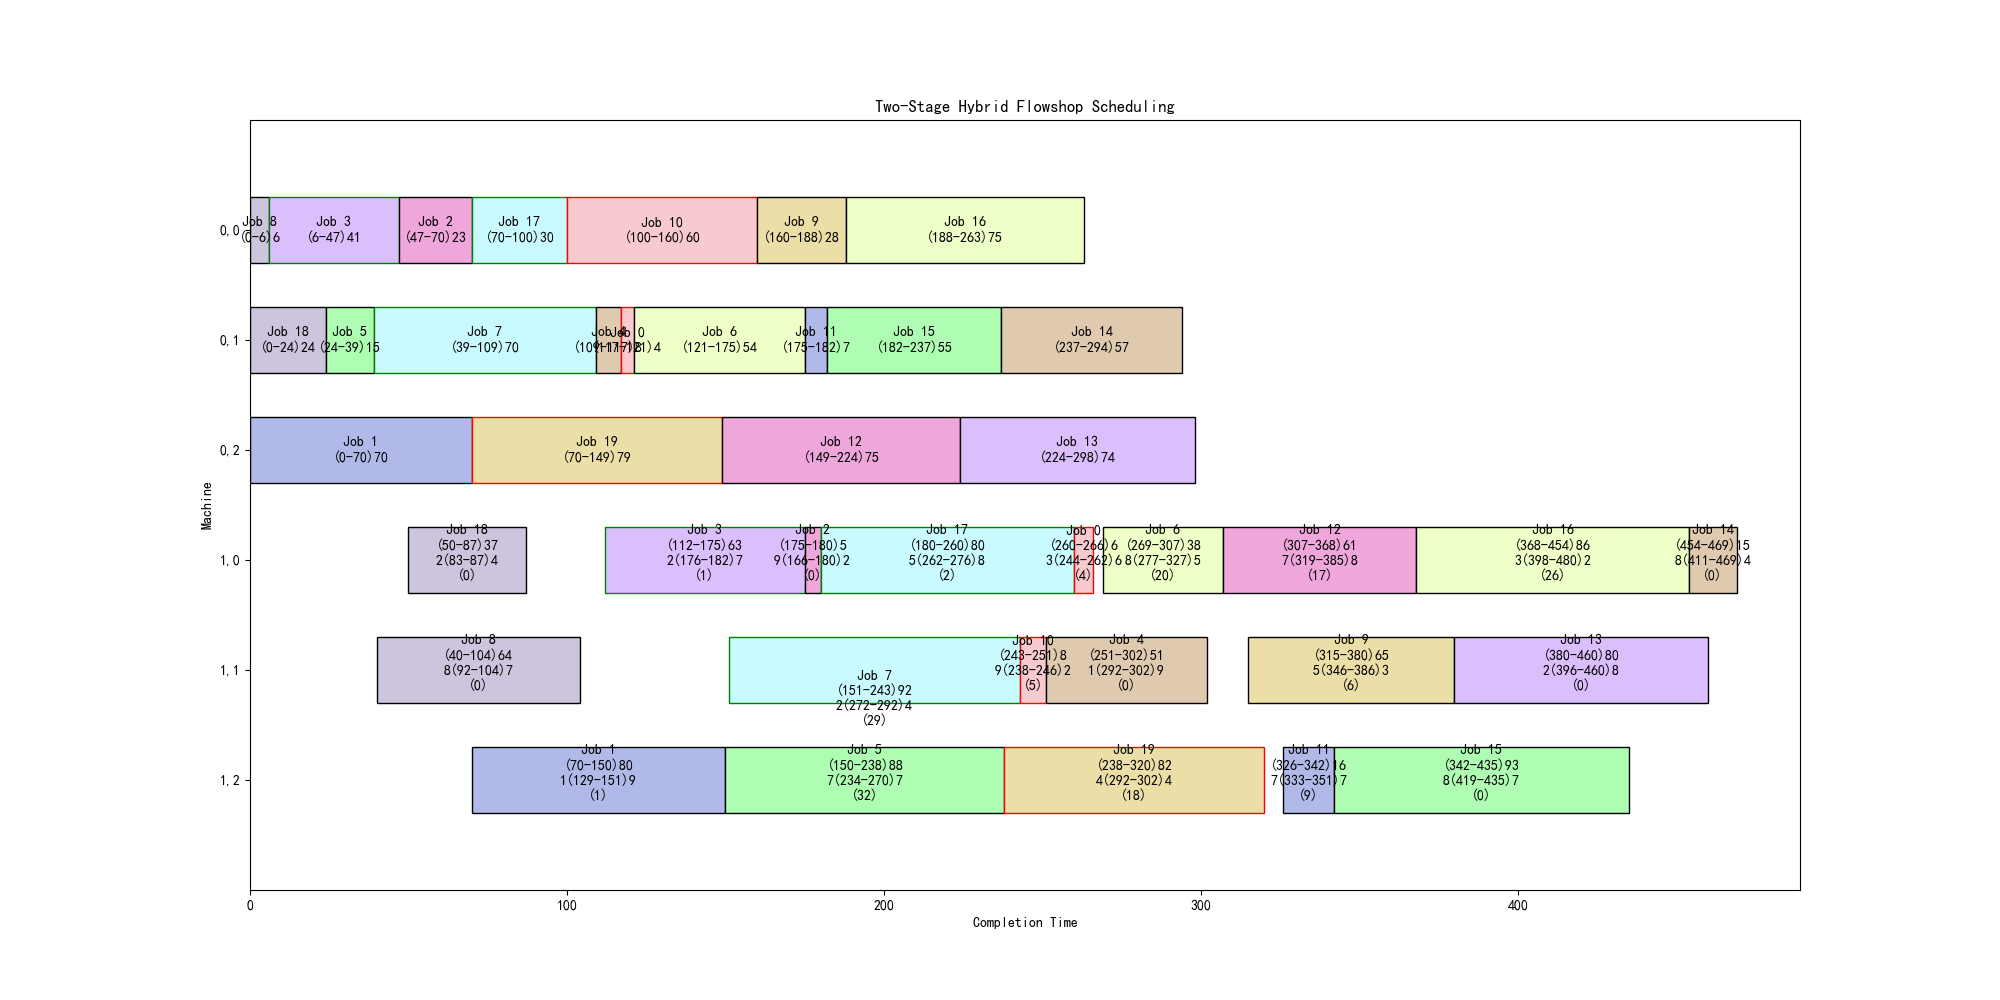 Two-Stage Hybrid Flowshop Scheduling
Machine
0,0
Job 8
(0-6)6
Job 3
(6-47)41
Job 2
(47-70)23
Job 17
(70-100)30
Job 10
(100-160)60
Job 9
(160-188)28
Job 16
(188-263)75
0,1
Job 18
(0-24)24
Job 5
(24-39)15
Job 7
(39-109)70
Job 4
(109-117)8
Job 0
(117-121)4
Job 6
(121-175)54
Job 11
(175-182)7
Job 15
(182-237)55
Job 14
(237-294)57
0,2
Job 1
(0-70)70
Job 19
(70-149)79
Job 12
(149-224)75
Job 13
(224-298)74
1,0
Job 18
(50-87)37
2(83-87)4
(0)
Job 3
(112-175)63
2(176-182)7
(1)
Job 2
(175-180)5
9(166-180)2
(0)
Job 17
(180-260)80
5(262-276)8
(2)
Job 0
(260-266)6
3(244-262)6
(4)
Job 6
(269-307)38
8(277-327)5
(20)
Job 12
(307-368)61
7(319-385)8
(17)
Job 16
(368-454)86
3(398-480)2
(26)
Job 14
(454-469)15
8(411-469)4
(0)
1,1
Job 8
(40-104)64
8(92-104)7
(0)
Job 7
(151-243)92
2(272-292)4
(29)
Job 10
(243-251)8
9(238-246)2
(5)
Job 4
(251-302)51
1(292-302)9
(0)
Job 9
(315-380)65
5(346-386)3
(6)
Job 13
(380-460)80
2(396-460)8
(0)
1,2
Job 1
(70-150)80
1(129-151)9
(1)
Job 5
(150-238)88
7(234-270)7
(32)
Job 19
(238-320)82
4(292-302)4
(18)
Job 11
(326-342)16
7(333-351)7
(9)
Job 15
(342-435)93
8(419-435)7
(0)
0
100
200
300
400
Completion Time